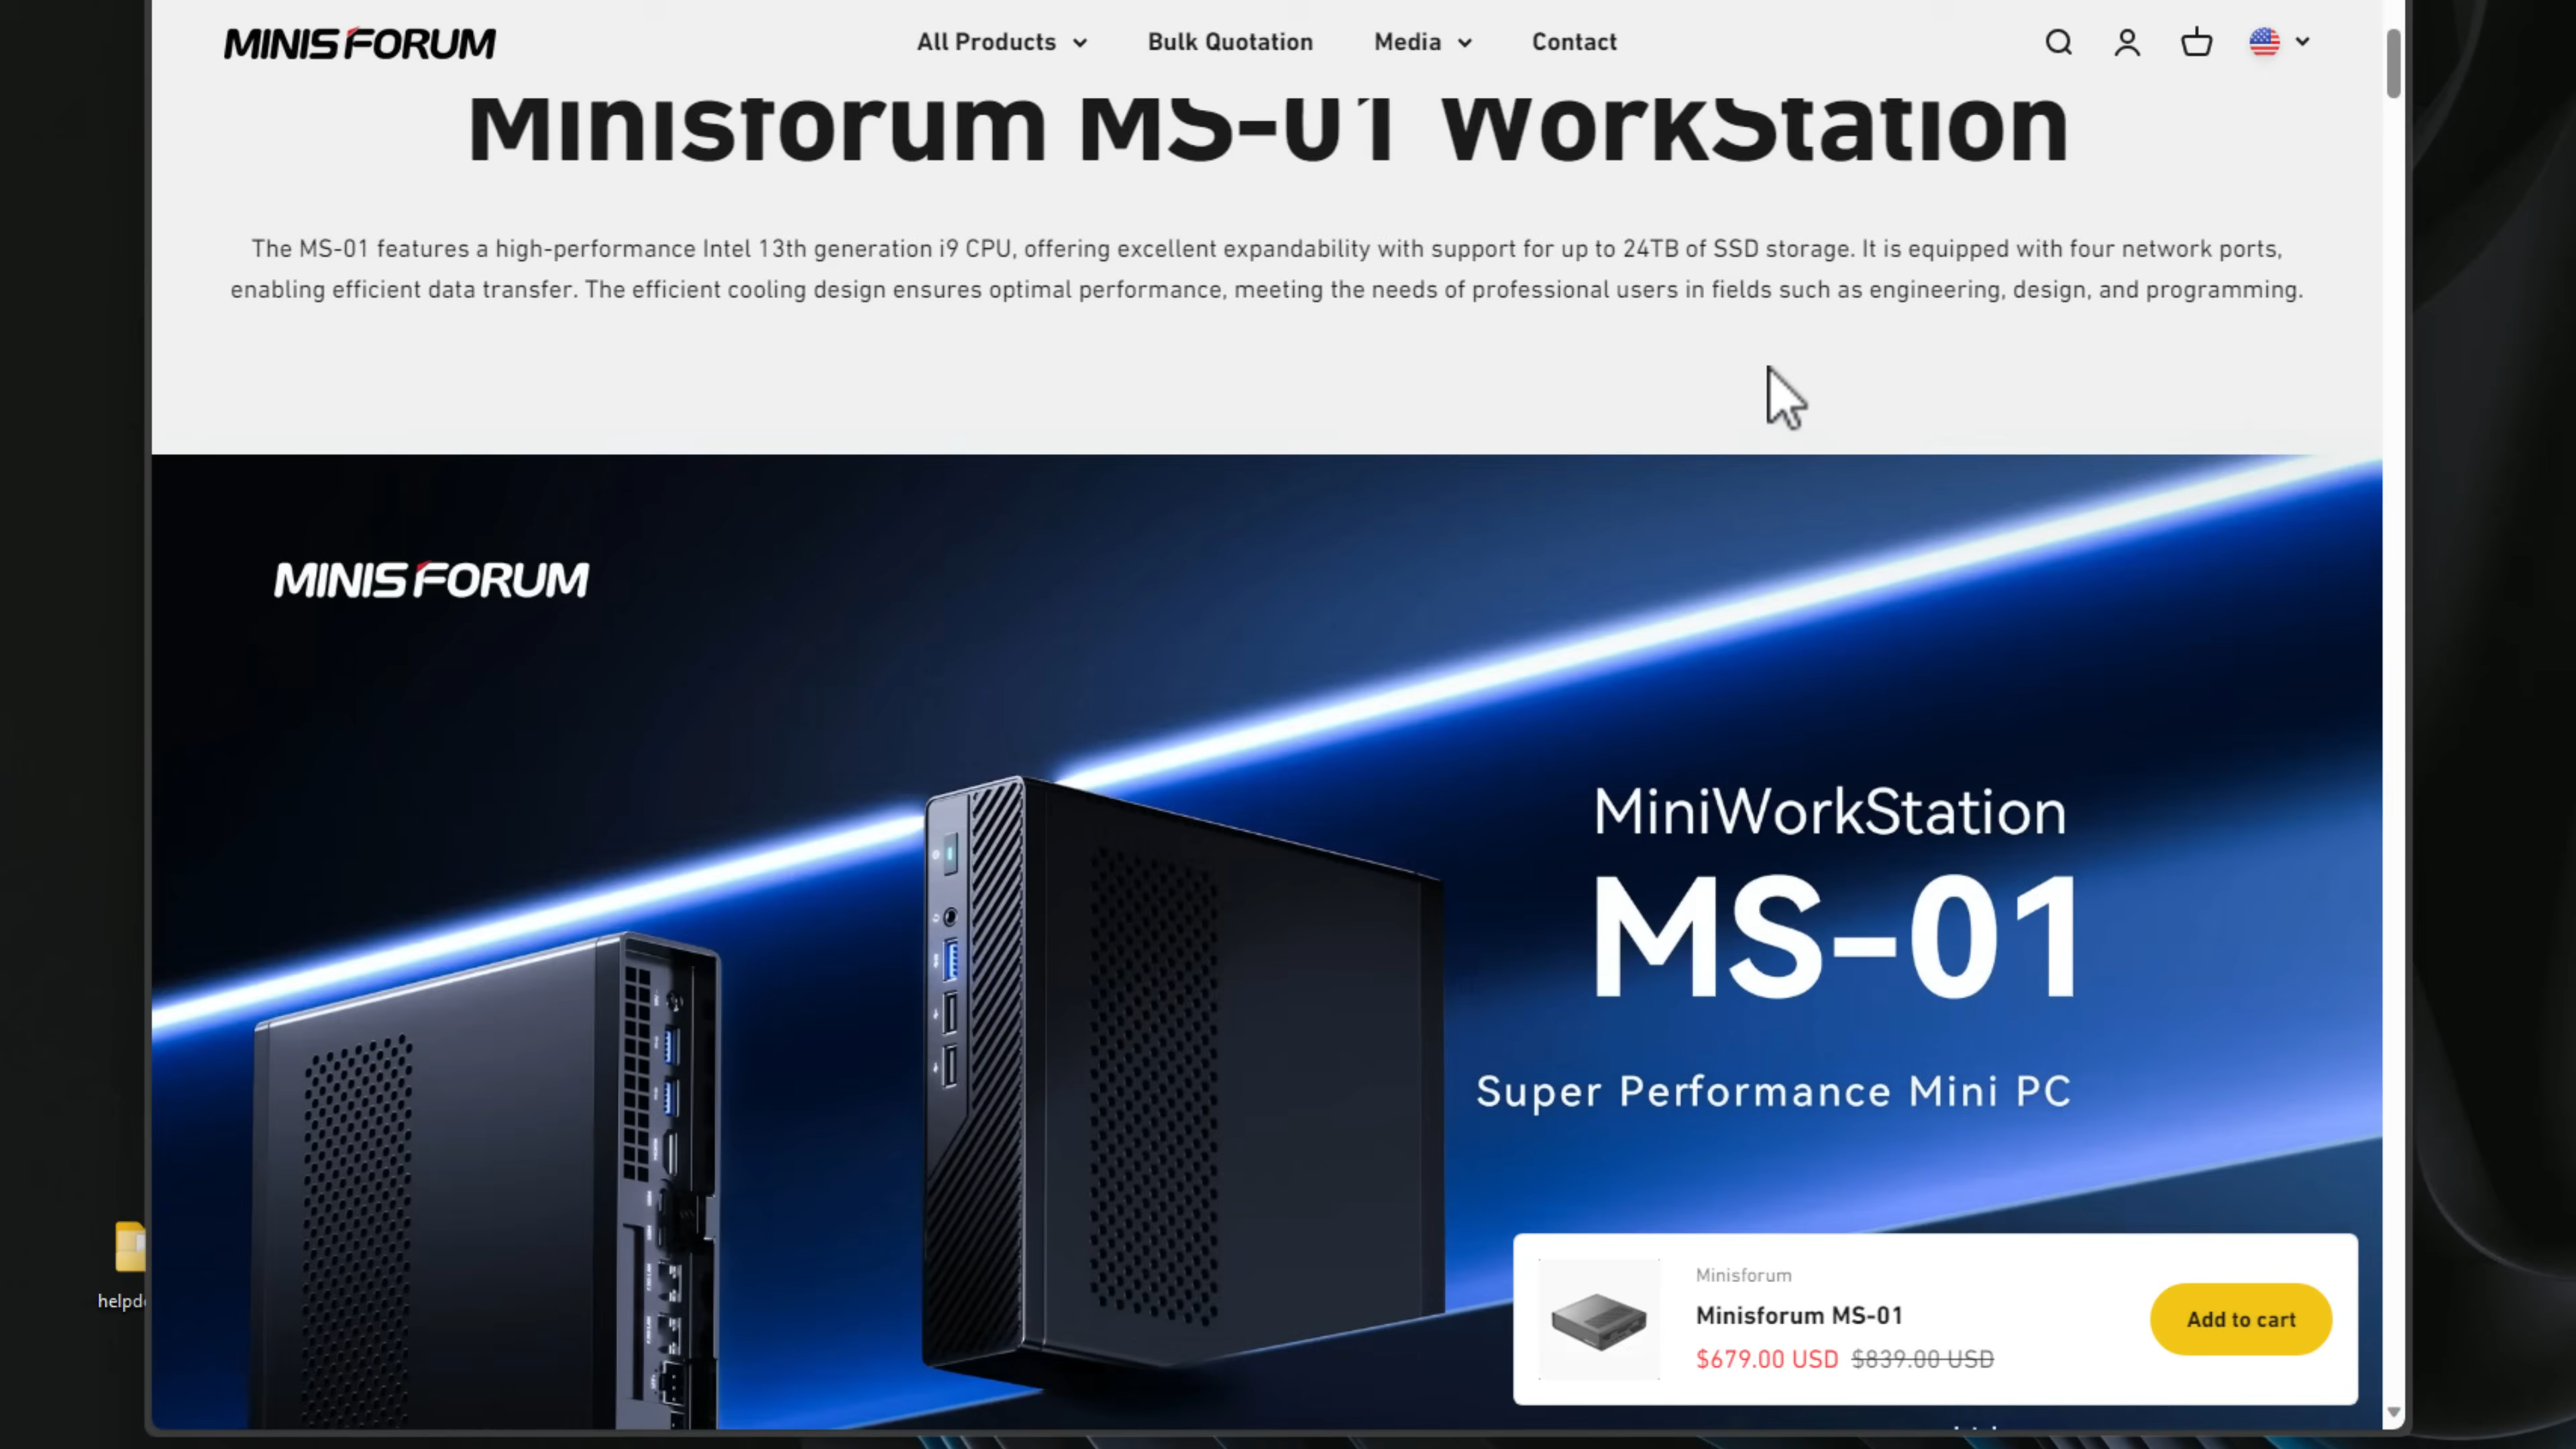 MINISFORUM
All Products
Bulk Quotation
Media
Contact
Minisforum MS-01 WorkStation
The MS-01 features a high-performance Intel 13th generation i9 CPU, offering excellent expandability with support for up to 24TB of SSD storage. It is equipped with four network ports,
enabling efficient data transfer. The efficient cooling design ensures optimal performance, meeting the needs of professional users in fields such as engineering, design, and programming.
MINISFORUM
MiniWorkStation
MS-01
Super Performance Mini PC
Minisforum
Minisforum MS-01
$679.00 USD $839.00 USD
Add to cart